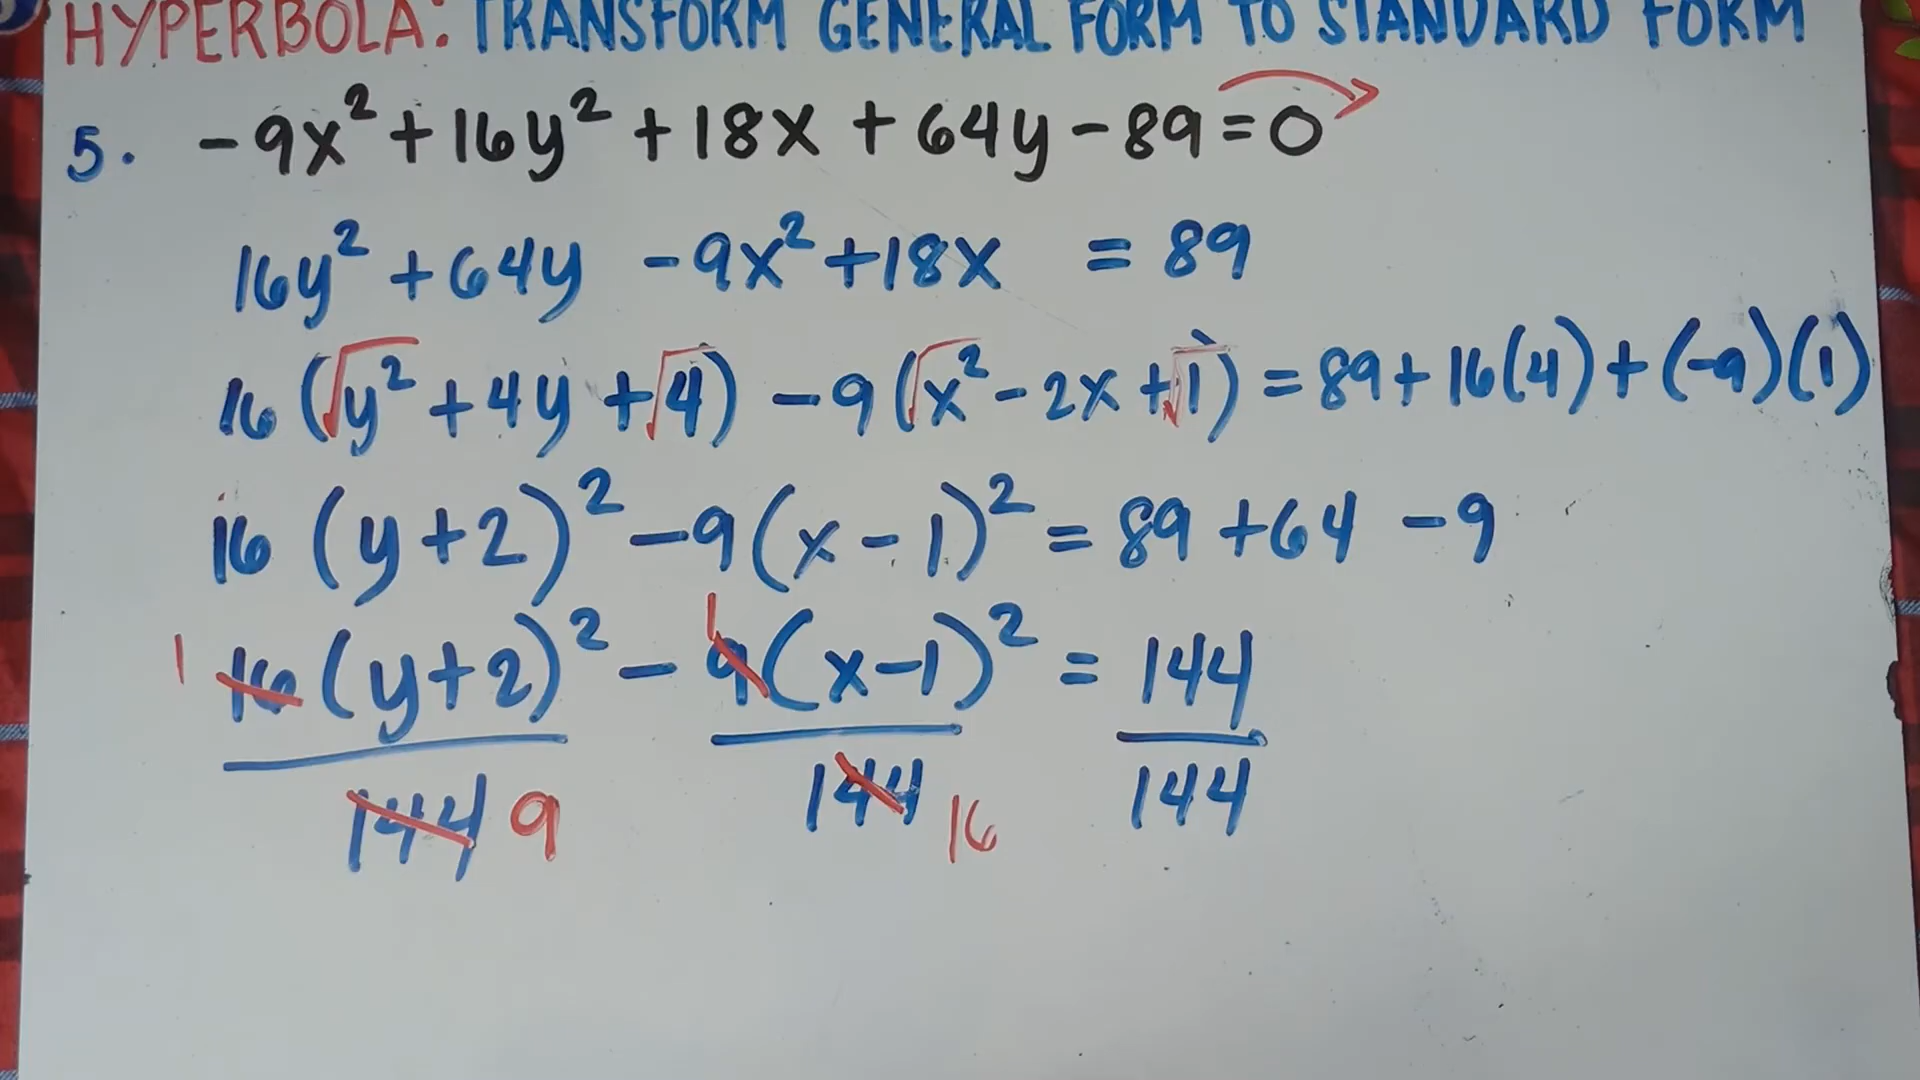 HYPERBOLA: TRANSFORM GENERAL FORM TO STANDARD FORM
5. -9x² + 16y² + 18x + 64y - 89 = 0
16y² + 64y - 9x² + 18x = 89
16 (√y² + 4y + √4) - 9 (√x² - 2x + √1) = 89 + 16(4) + (-9)(1)
16 (y+2)² - 9 (x - 1)² = 89 + 64 - 9
1 16 (y+2)² - 1 9 (x-1)² = 144
144 9 144 16 144